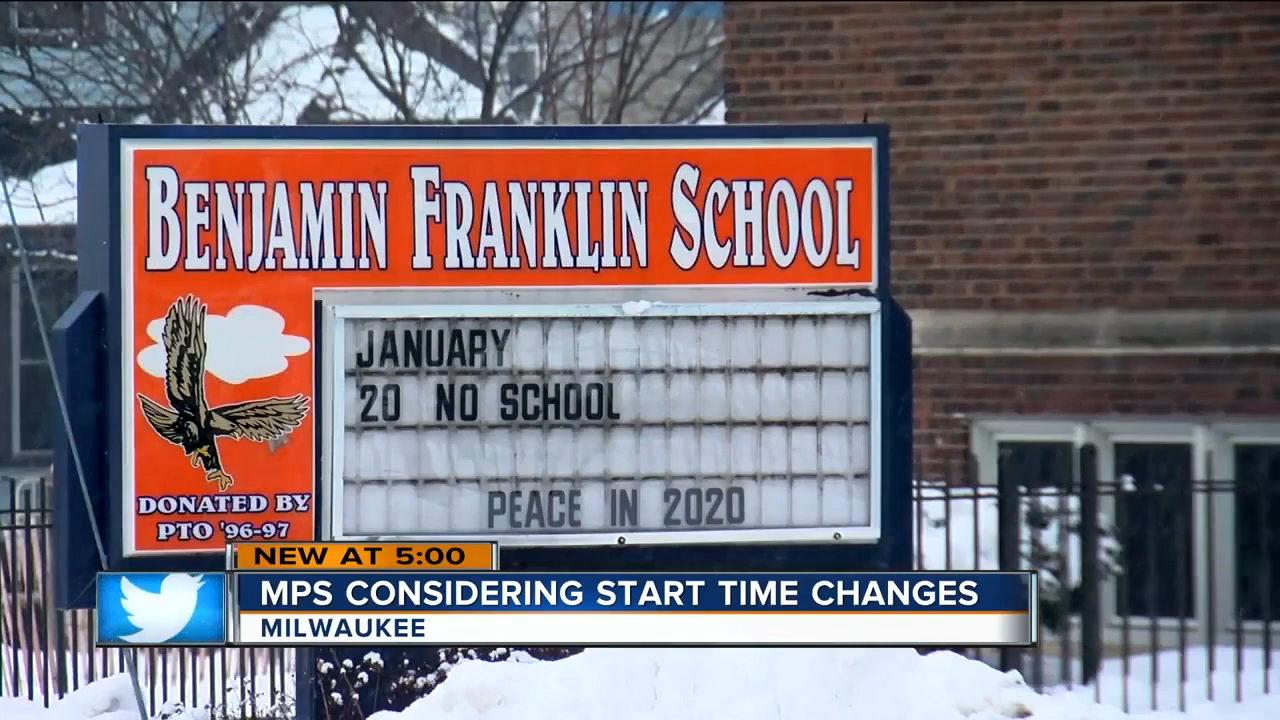 BENJAMIN FRANKLIN SCHOOL
JANUARY
20 NO SCHOOL
PEACE IN 2020
DONATED BY
PTO '96-97
NEW AT 5:00
MPS CONSIDERING START TIME CHANGES
MILWAUKEE